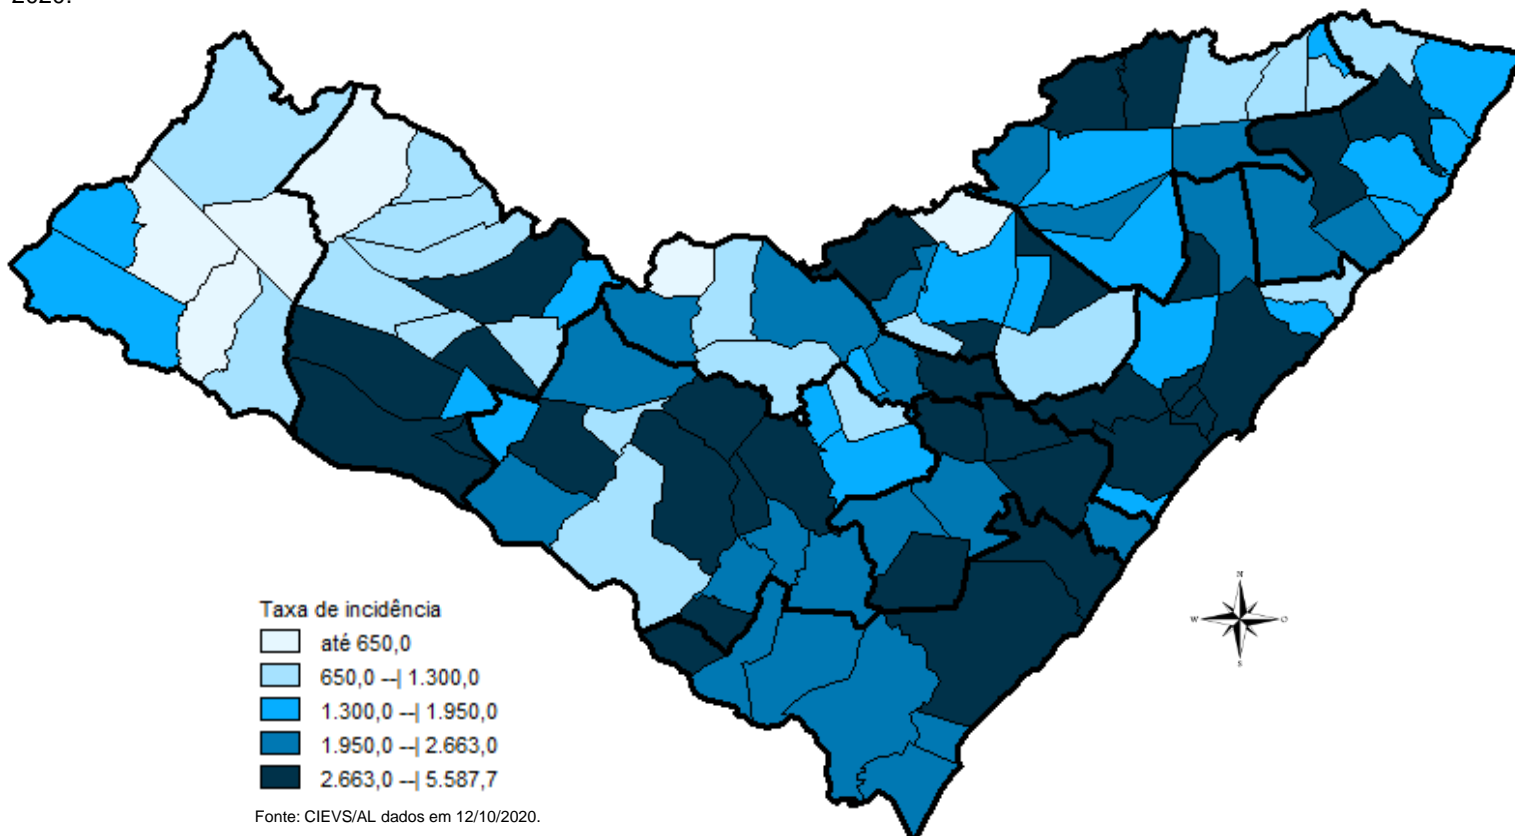 2020.
Taxa de incidência
até 650,0
650,0 --| 1.300,0
1.300,0 --| 1.950,0
1.950,0 --| 2.663,0
2.663,0 --| 5.587,7
Fonte: CIEVS/AL dados em 12/10/2020.
N
W
O
S